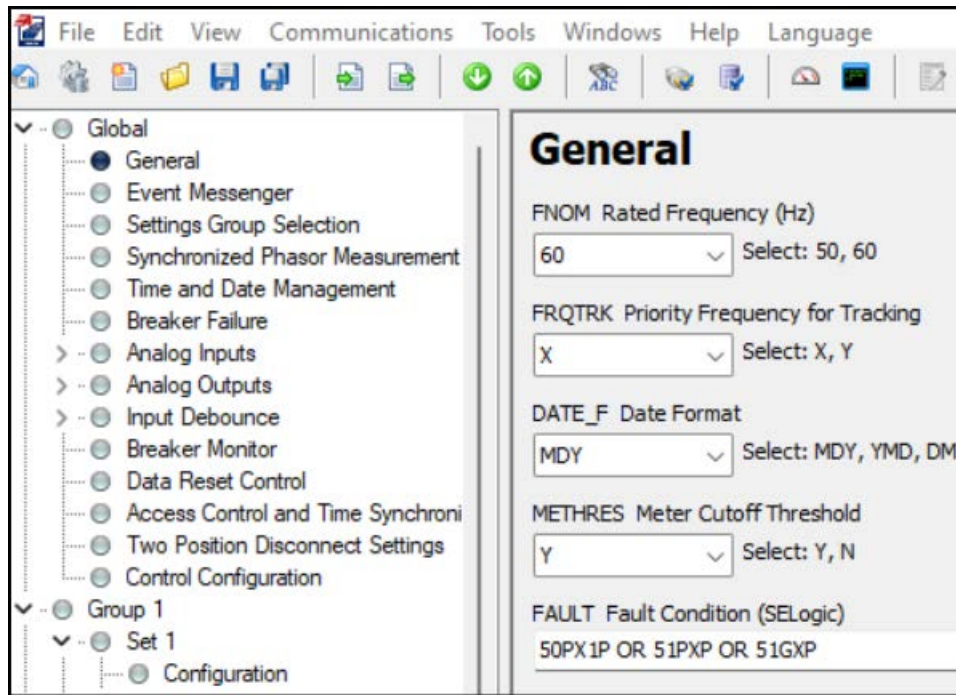 File Edit View Communications Tools Windows Help Language
ABC
Global
General
Event Messenger
Settings Group Selection
Synchronized Phasor Measurement
Time and Date Management
Breaker Failure
Analog Inputs
Analog Outputs
Input Debounce
Breaker Monitor
Data Reset Control
Access Control and Time Synchroni
Two Position Disconnect Settings
Control Configuration
Group 1
Set 1
Configuration
General
FNOM Rated Frequency (Hz)
60 Select: 50, 60
FRQTRK Priority Frequency for Tracking
X Select: X, Y
DATE_F Date Format
MDY Select: MDY, YMD, DM
METHRES Meter Cutoff Threshold
Y Select: Y, N
FAULT Fault Condition (SELogic)
50PX1P OR 51PXP OR 51GXP